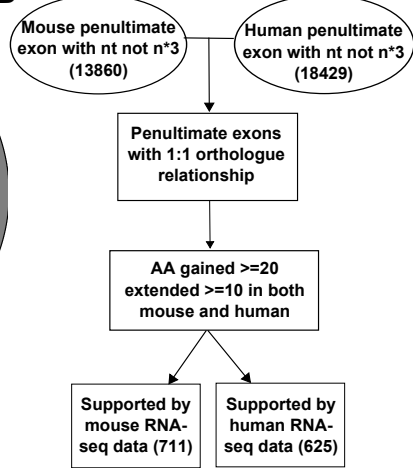 Mouse penultimate
exon with nt not n*3
(13860)
Human penultimate
exon with nt not n*3
(18429)
Penultimate exons
with 1:1 orthologue
relationship
AA gained >=20
extended >=10 in both
mouse and human
Supported by
mouse RNA-
seq data (711)
Supported by
human RNA-
seq data (625)